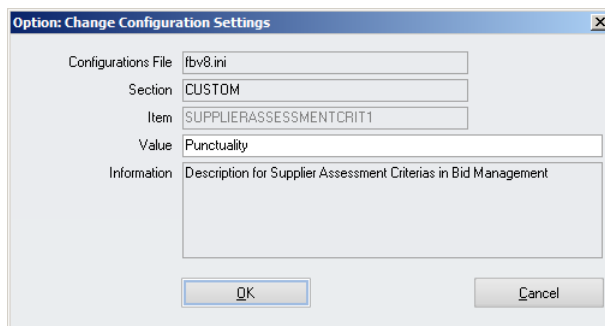 Option: Change Configuration Settings
Configurations File fbv8.ini
Section CUSTOM
Item SUPPLIERASSESSMENTCRIT1
Value Punctuality
Information Description for Supplier Assessment Criterias in Bid Management
OK Cancel